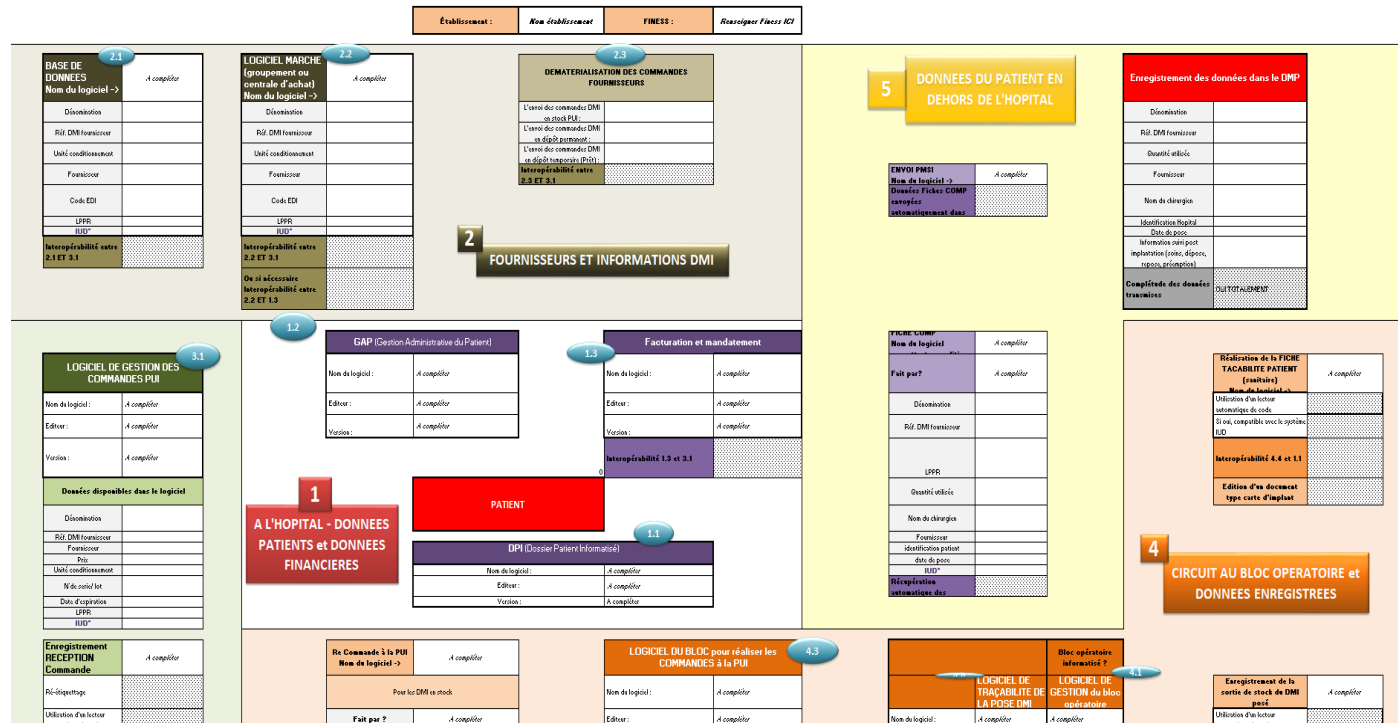 Établissement :
Nom établissement
FINESS :
Renseigner Finess ICI
2.1
BASE DE
DONNEES
Nom du logiciel ->
A compléter
Dénomination
Réf. DMI fournisseur
Unité conditionnement
Fournisseur
Code EDI
LPPR
IUD*
Interopérabilité entre
2.1 ET 3.1
2.2
LOGICIEL MARCHE
(groupement ou
centrale d'achat)
Nom du logiciel ->
A compléter
Dénomination
Réf. DMI fournisseur
Unité conditionnement
Fournisseur
Code EDI
LPPR
IUD*
Interopérabilité entre
2.2 ET 3.1
Ou si nécessaire
Interopérabilité entre
2.2 ET 1.3
2.3
DEMATERIALISATION DES COMMANDES
FOURNISSEURS
L'envoi des commandes DMI
en stock PUI :
L'envoi des commandes DMI
en dépôt permanent :
L'envoi des commandes DMI
en dépôt temporaire (Prêt) :
Interopérabilité entre
2.3 ET 3.1
2
FOURNISSEURS ET INFORMATIONS DMI
5
DONNEES DU PATIENT EN
DEHORS DE L'HOPITAL
ENVOI PMSI
Nom du logiciel ->
A compléter
Données Fiches COMP
envoyées
automatiquement dans
Enregistrement des données dans le DMP
Dénomination
Réf. DMI fournisseur
Quantité utilisée
Fournisseur
Nom du chirurgien
Identification Hopital
Date de pose
Information suivi post
implantation (soins, dépose,
repose, préemption)
Complétude des données
transmises
OUI TOTALEMENT
3.1
LOGICIEL DE GESTION DES
COMMANDES PUI
Nom du logiciel :
A compléter
Editeur :
A compléter
Version :
A compléter
Données disponibles dans le logiciel
Dénomination
Réf. DMI fournisseur
Fournisseur
Prix
Unité conditionnement
N°de serie/ lot
Date d'expiration
LPPR
IUD*
Enregistrement
RECEPTION
Commande
A compléter
Ré-étiquettage
Utilisation d'un lecteur
1.2
GAP (Gestion Administrative du Patient)
Nom du logiciel :
A compléter
Editeur :
A compléter
Version :
A compléter
1.3
Facturation et mandatement
Nom du logiciel :
A compléter
Editeur :
A compléter
Version :
A compléter
Interopérabilité 1.3 et 3.1
0
1
A L'HOPITAL - DONNEES
PATIENTS et DONNEES
FINANCIERES
PATIENT
1.1
DPI (Dossier Patient Informatisé)
Nom du logiciel :
A compléter
Editeur :
A compléter
Version :
A compléter
FICHE COMP
Nom du logiciel
A compléter
Fait par?
A compléter
Dénomination
Réf. DMI fournisseur
LPPR
Quantité utilisée
Nom du chirurgien
Fournisseur
identification patient
date de pose
IUD*
Récupération
automatique des
Réalisation de la FICHE
TACABILITE PATIENT
(sanitaire)
Nom du logiciel ->
A compléter
Utilisation d'un lecteur
automatique de code
Si oui, compatible avec le système
IUD
Interopérabilité 4.4 et 1.1
Edition d'un document
type carte d'implant
4
CIRCUIT AU BLOC OPERATOIRE et
DONNEES ENREGISTREES
Re Commande à la PUI
Nom du logiciel ->
A compléter
Pour les DMI en stock
Fait par ?
A compléter
LOGICIEL DU BLOC pour réaliser les
COMMANDES à la PUI
4.3
Nom du logiciel :
A compléter
Editeur :
A compléter
Bloc opératoire
informatisé ?
4.1
LOGICIEL DE
TRAÇABILITE DE
LA POSE DMI
LOGICIEL DE
GESTION du bloc
opératoire
Nom du logiciel :
A compléter
A compléter
Enregistrement de la
sortie de stock du DMI
posé
A compléter
Utilisation d'un lecteur